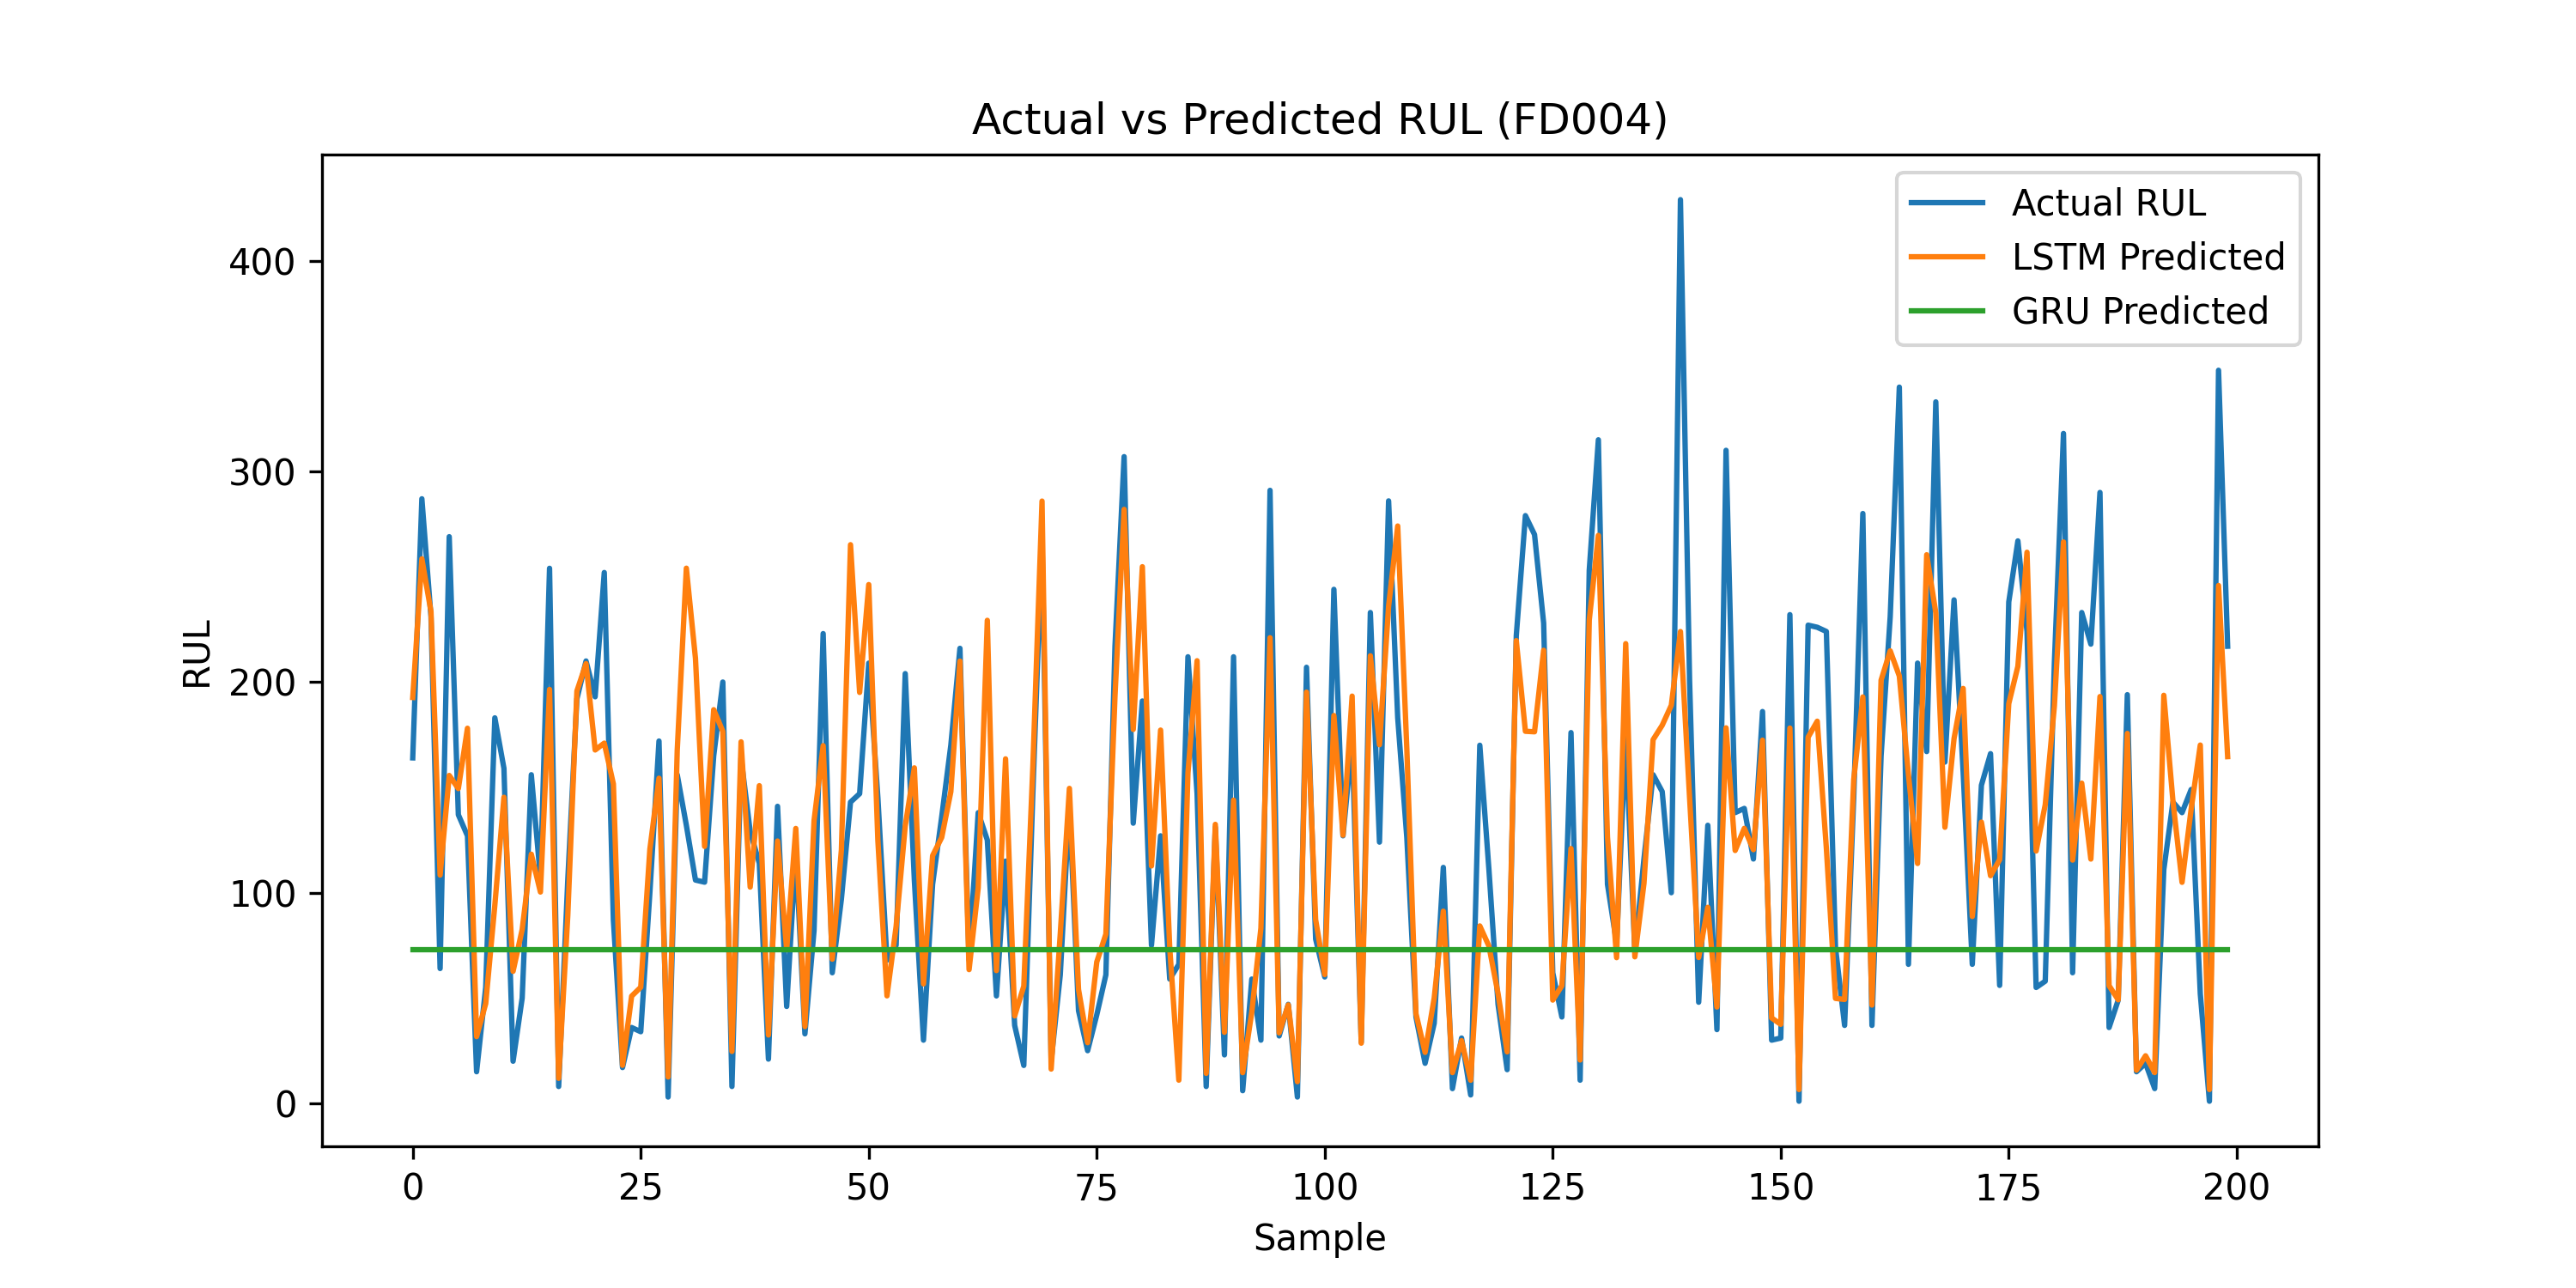 Actual vs Predicted RUL (FD004)
Actual RUL
LSTM Predicted
GRU Predicted
RUL
400
300
200
100
0
0 25 50 75 100 125 150 175 200
Sample